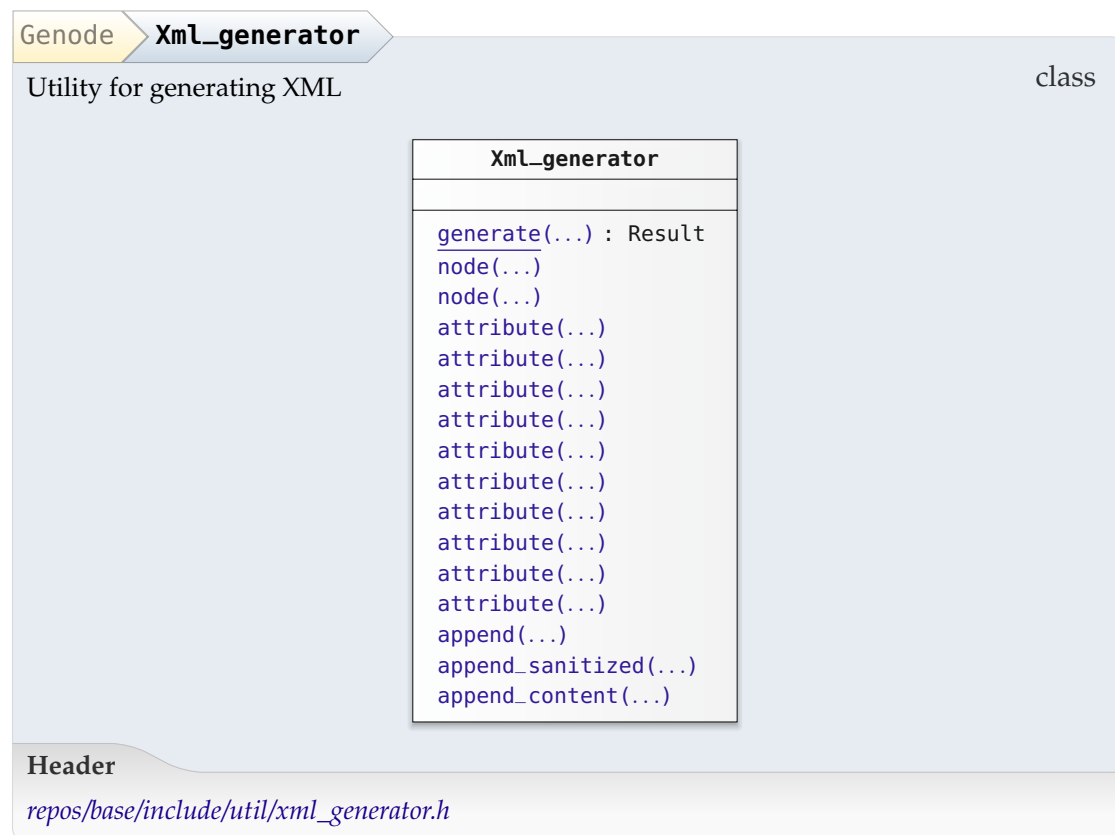 Genode Xml_generator
Utility for generating XML
class
Xml_generator
generate(...) : Result
node(...)
node(...)
attribute(...)
attribute(...)
attribute(...)
attribute(...)
attribute(...)
attribute(...)
attribute(...)
attribute(...)
attribute(...)
attribute(...)
append(...)
append_sanitized(...)
append_content(...)
Header
repos/base/include/util/xml_generator.h